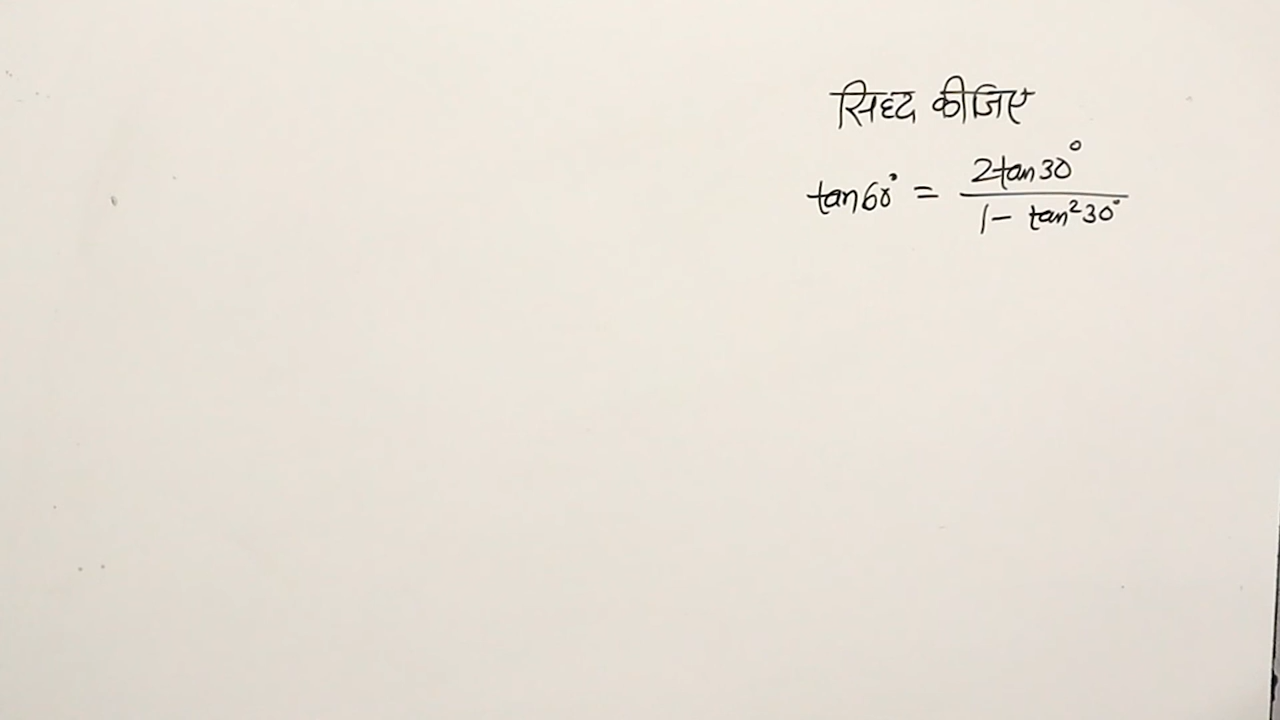 सिध्द कीजिए
tan60° = 2tan30° / 1 - tan²30°